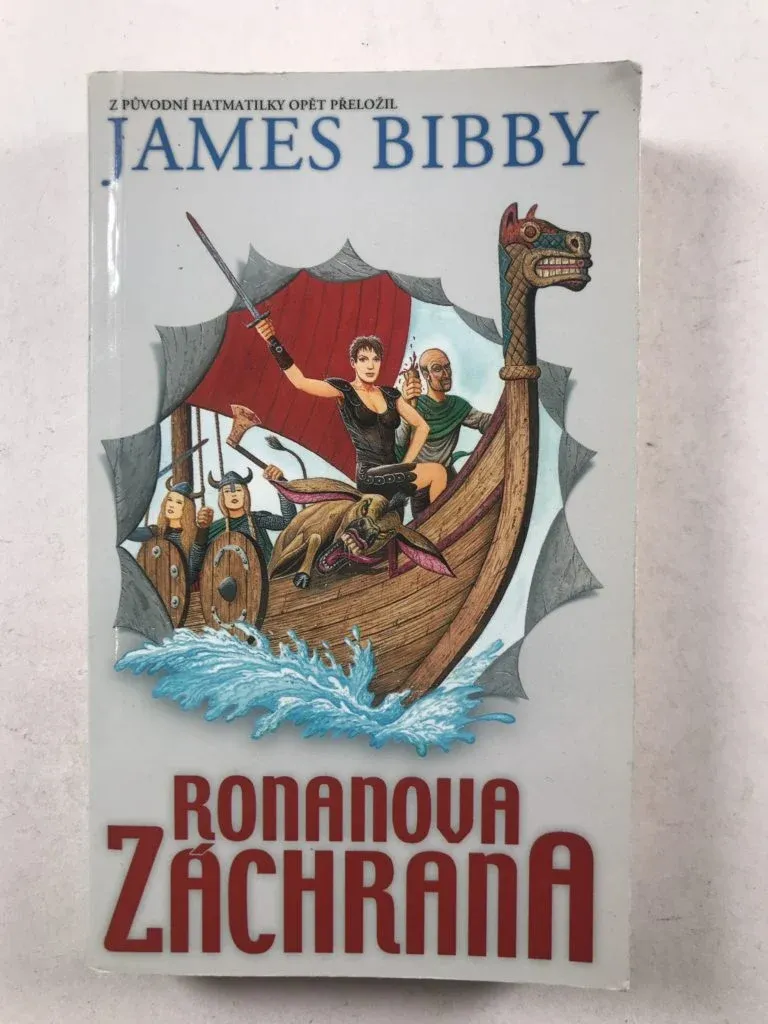 Z PŮVODNÍ HATMATILKY OPĚT PŘELOŽIL
JAMES BIBBY
RONANOVA
ZÁCHRANA